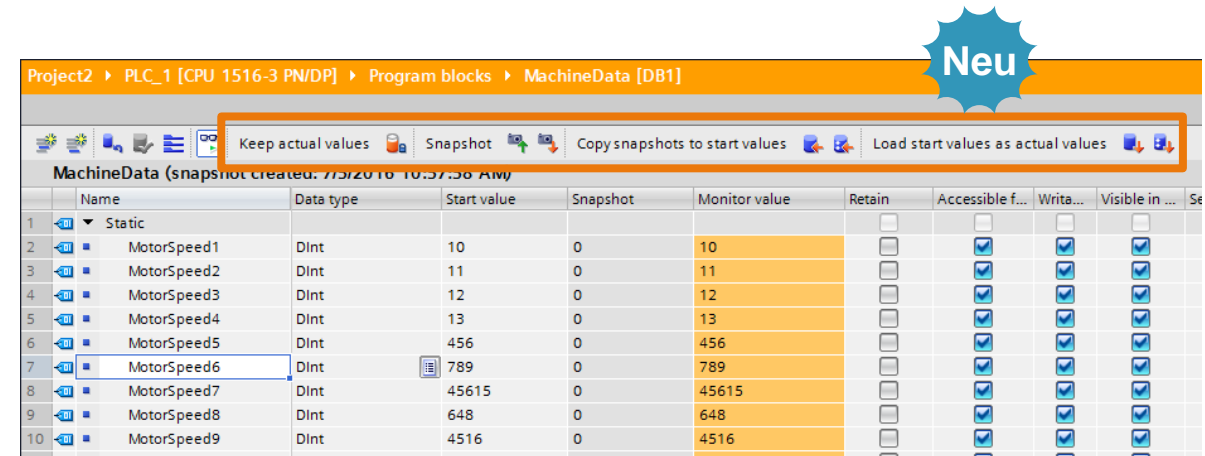 Neu
Project2 ▸ PLC_1 [CPU 1516-3 PN/DP] ▸ Program blocks ▸ MachineData [DB1]
Keep actual values Snapshot Copy snapshots to start values Load start values as actual values
MachineData (snapshot created: 7/5/2016 10:57:58 AM)
Name Data type Start value Snapshot Monitor value Retain Accessible f... Writa... Visible in ... Se
1 Static
2 MotorSpeed1 DInt 10 0 10
3 MotorSpeed2 DInt 11 0 11
4 MotorSpeed3 DInt 12 0 12
5 MotorSpeed4 DInt 13 0 13
6 MotorSpeed5 DInt 456 0 456
7 MotorSpeed6 DInt 789 0 789
8 MotorSpeed7 DInt 45615 0 45615
9 MotorSpeed8 DInt 648 0 648
10 MotorSpeed9 DInt 4516 0 4516